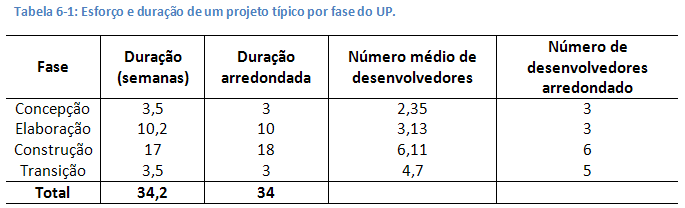 Tabela 6-1: Esforço e duração de um projeto típico por fase do UP.
Fase Duração (semanas) Duração arredondada Número médio de desenvolvedores Número de desenvolvedores arredondado
Concepção 3,5 3 2,35 3
Elaboração 10,2 10 3,13 3
Construção 17 18 6,11 6
Transição 3,5 3 4,7 5
Total 34,2 34